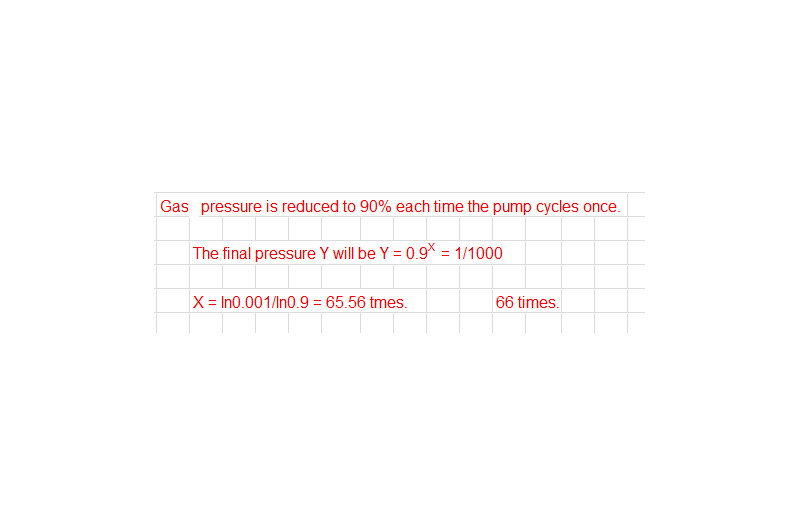 Gas pressure is reduced to 90% each time the pump cycles once.
The final pressure Y will be Y = 0.9^X = 1/1000
X = ln0.001/ln0.9 = 65.56 tmes. 66 times.